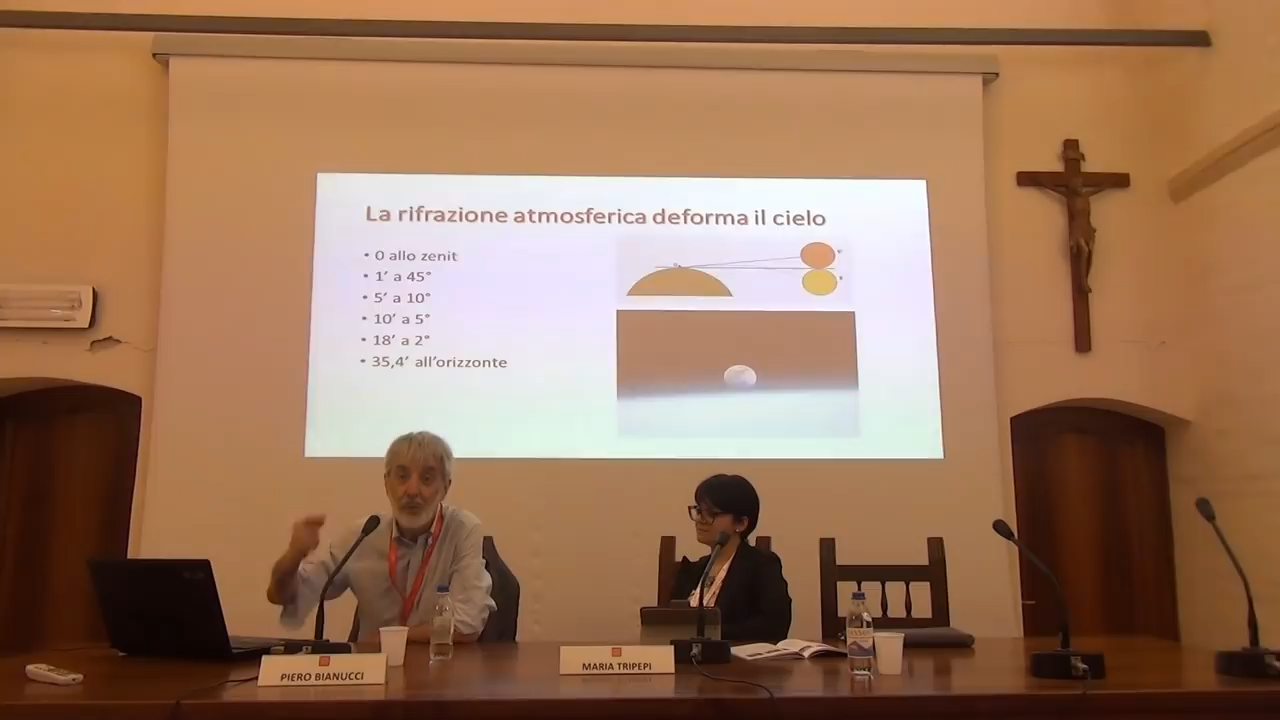 La rifrazione atmosferica deforma il cielo
• 0 allo zenit
• 1' a 45°
• 5' a 10°
• 10' a 5°
• 18' a 2°
• 35,4' all'orizzonte
PIERO BIANUCCI
MARIA TRIPEPI